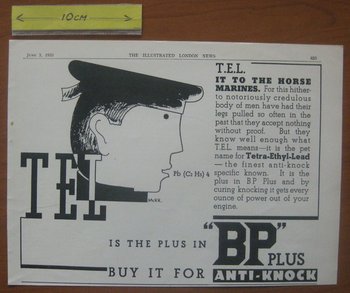 10CM
JUNE 3, 1933
THE ILLUSTRATED LONDON NEWS
T.E.L.
IT TO THE HORSE
MARINES. For this hither-
to notoriously credulous
body of men have had their
legs pulled so often in the
past that they accept nothing
without proof. But they
know well enough what
T.E.L. means—it is the pet
name for Tetra-Ethyl-Lead
— the finest anti-knock
specific known. It is the
plus in BP Plus and by
curing knocking it gets every
ounce of power out of your
engine.
Pb (C2 H5) 4
TEL
IS THE PLUS IN "BP" PLUS
BUY IT FOR ANTI-KNOCK